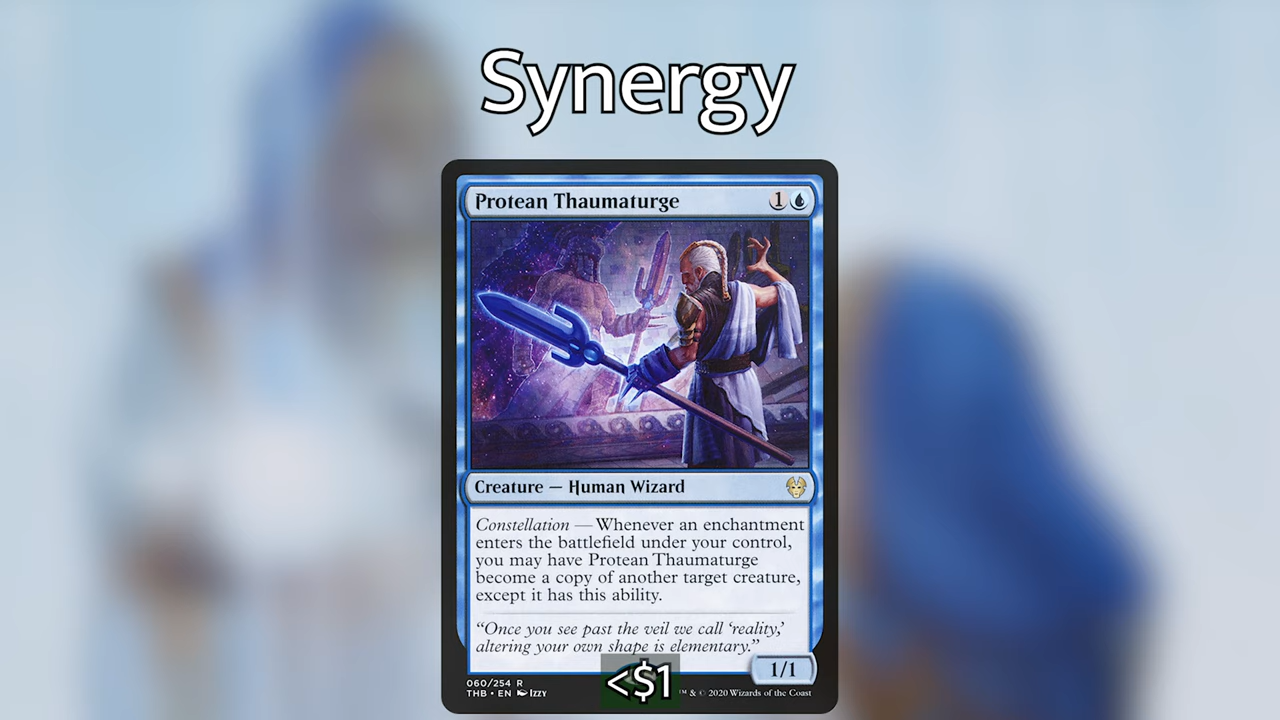 Synergy
Protean Thaumaturge 1
Creature — Human Wizard
Constellation — Whenever an enchantment
enters the battlefield under your control,
you may have Protean Thaumaturge
become a copy of another target creature,
except it has this ability.
“Once you see past the veil we call ‘reality,’
altering your own shape is elementary.”
1/1
<$1
060/254 R
THB • EN Izzy ™ & © 2020 Wizards of the Coast